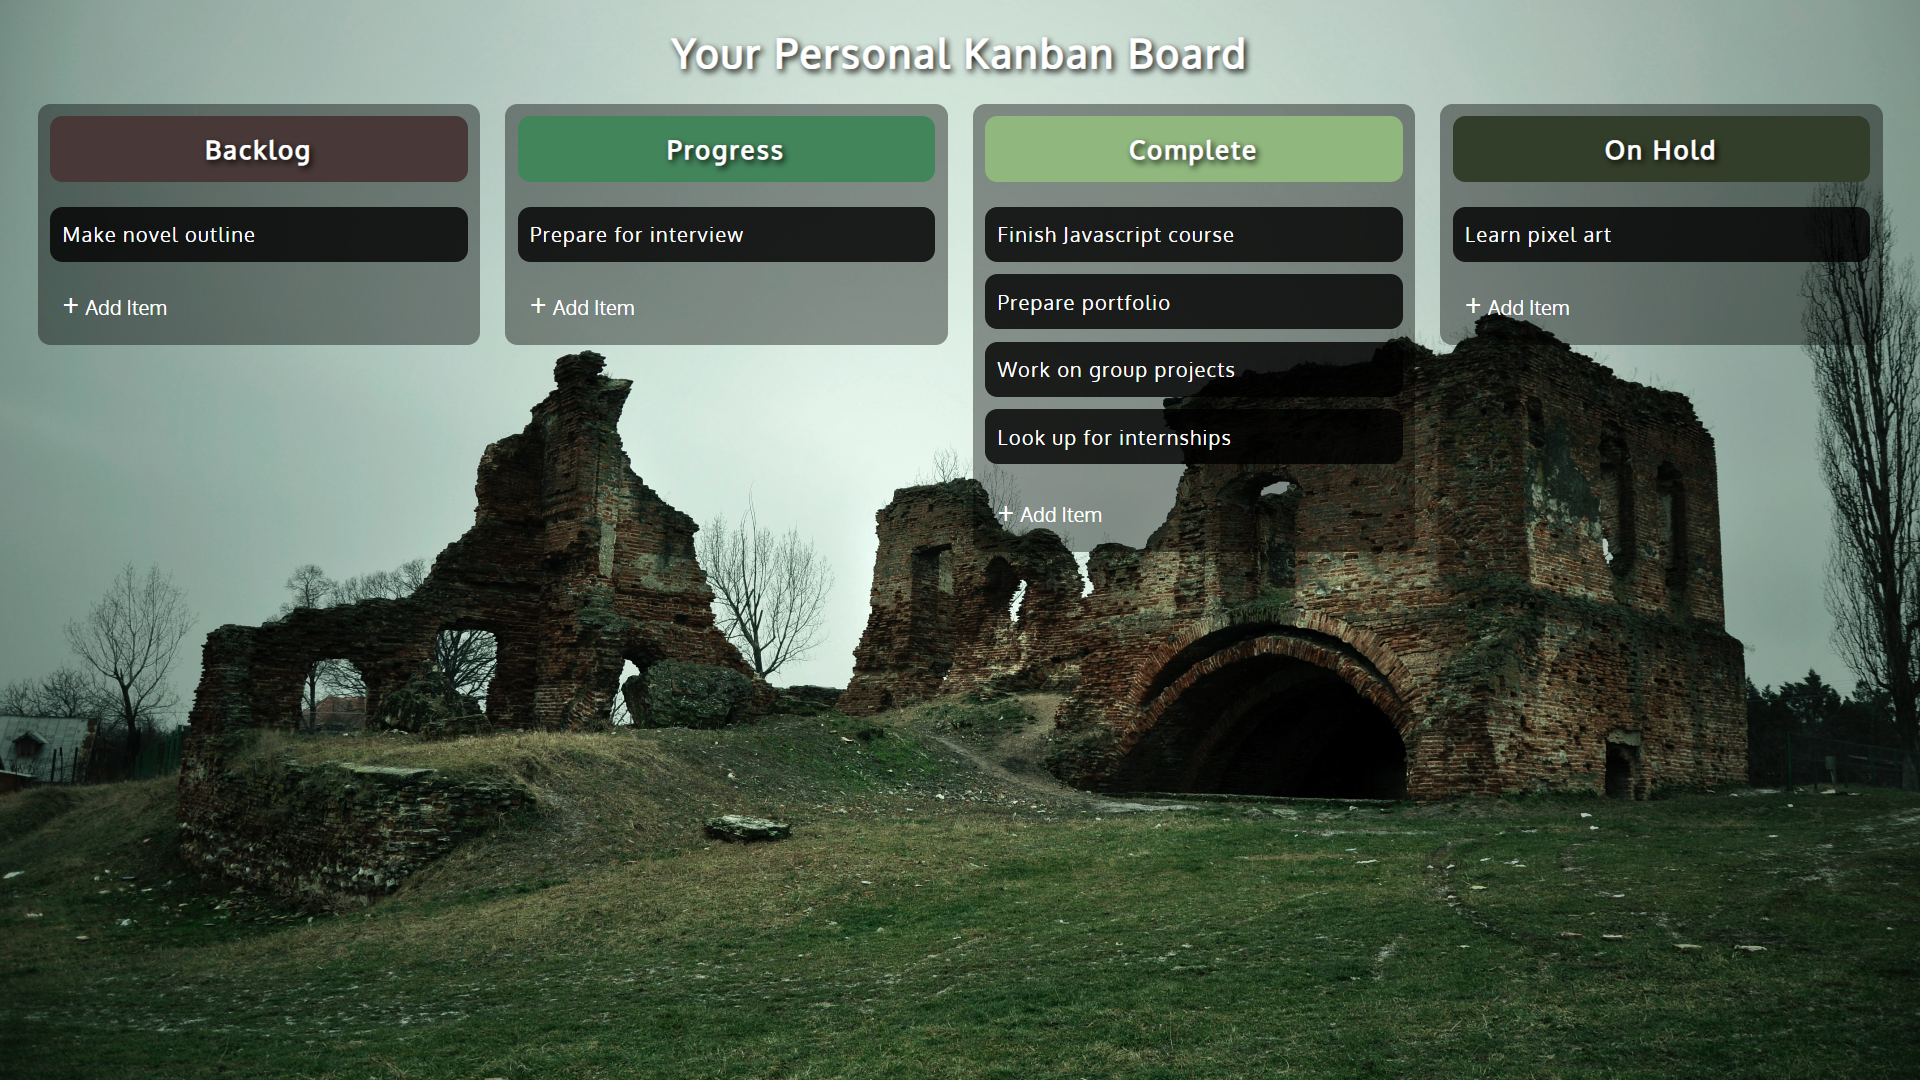 Your Personal Kanban Board
Backlog
Make novel outline
+ Add Item
Progress
Prepare for interview
+ Add Item
Complete
Finish Javascript course
Prepare portfolio
Work on group projects
Look up for internships
+ Add Item
On Hold
Learn pixel art
+ Add Item